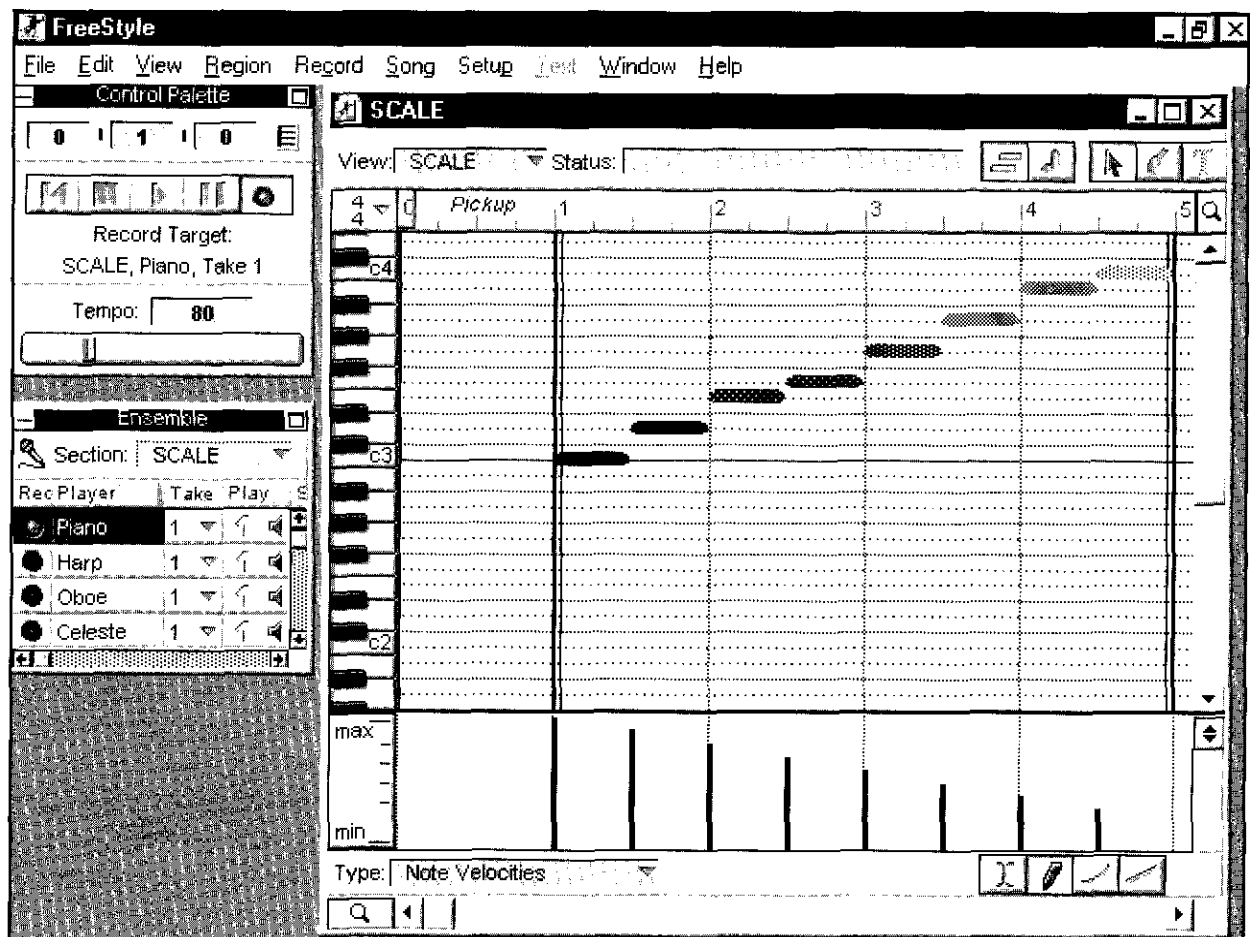 FreeStyle
File Edit View Region Record Song Setup Text Window Help
Control Palette
0 1 0
Record Target:
SCALE, Piano, Take 1
Tempo: 80
Ensemble
Section: SCALE
Rec Player Take Play S
Piano 1
Harp 1
Oboe 1
Celeste 1
SCALE
View: SCALE Status:
4 4 0 Pickup 1 2 3 4 5
c4
c3
c2
max
min
Type: Note Velocities